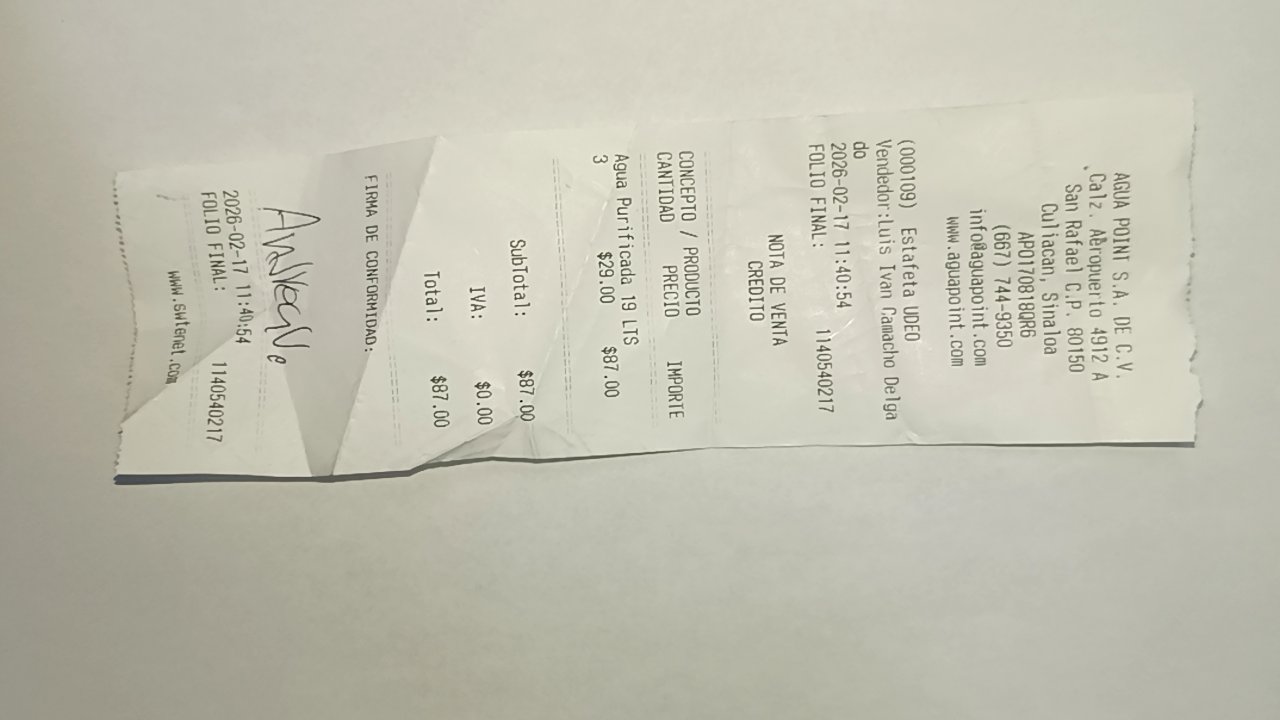 AGUA POINT S.A. DE C.V.
Calz. Aeropuerto 4912 A
San Rafael C.P. 80150
Culiacan, Sinaloa
APO170818QR6
(667) 744-9350
info@aguapoint.com
www.aguapoint.com
(000109) Estafeta UDEO
Vendedor:Luis Ivan Camacho Delga
do
2026-02-17 11:40:54
FOLIO FINAL: 1140540217
NOTA DE VENTA
CREDITO
CONCEPTO / PRODUCTO
CANTIDAD PRECIO IMPORTE
Agua Purificada 19 LTS
3 $29.00 $87.00
SubTotal: $87.00
IVA: $0.00
Total: $87.00
FIRMA DE CONFORMIDAD:
2026-02-17 11:40:54
FOLIO FINAL: 1140540217